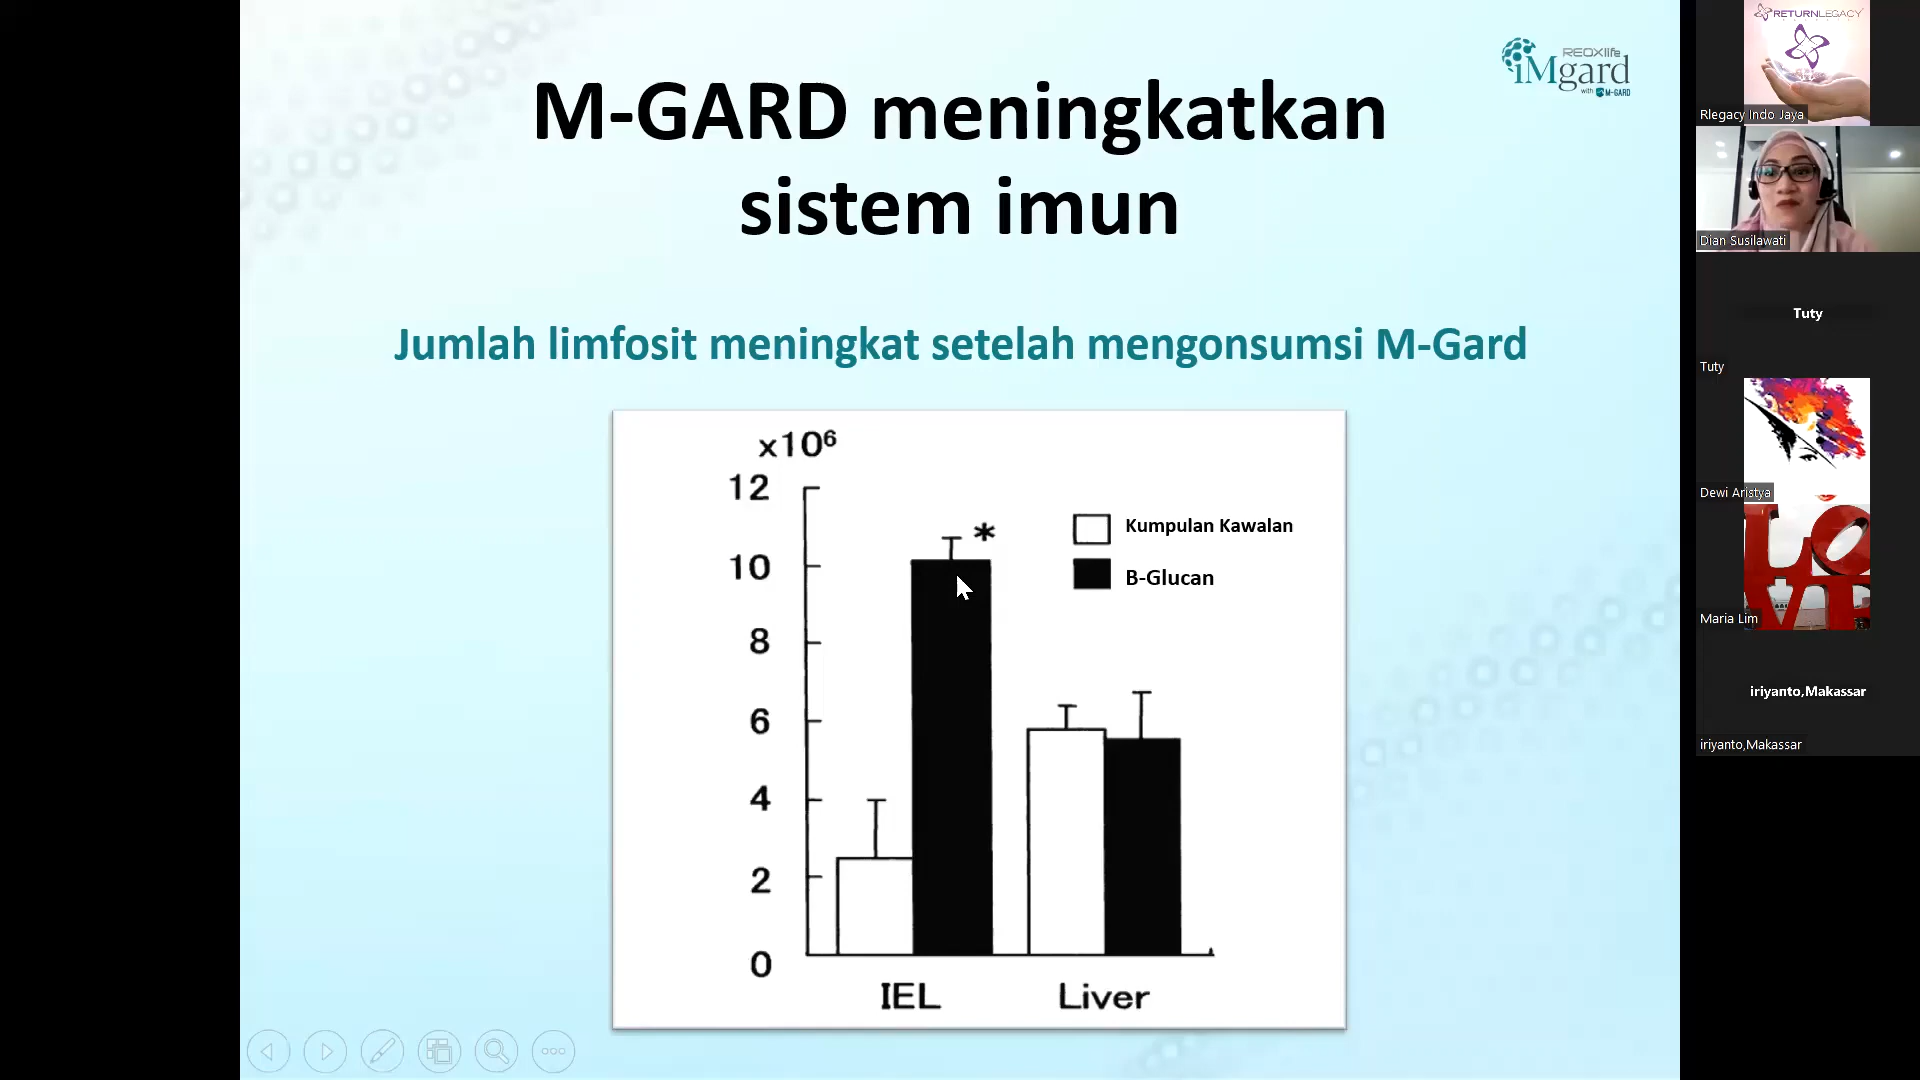 REOXlife
iMgard
with M-GARD
M-GARD meningkatkan
sistem imun
Jumlah limfosit meningkat setelah mengonsumsi M-Gard
x10⁶
12
10
8
6
4
2
0
*
Kumpulan Kawalan
B-Glucan
IEL
Liver
RETURNLEGACY
Rlegacy Indo Jaya
Dian Susilawati
Tuty
Tuty
Dewi Aristya
LO
VE
Maria Lim
iriyanto,Makassar
iriyanto,Makassar